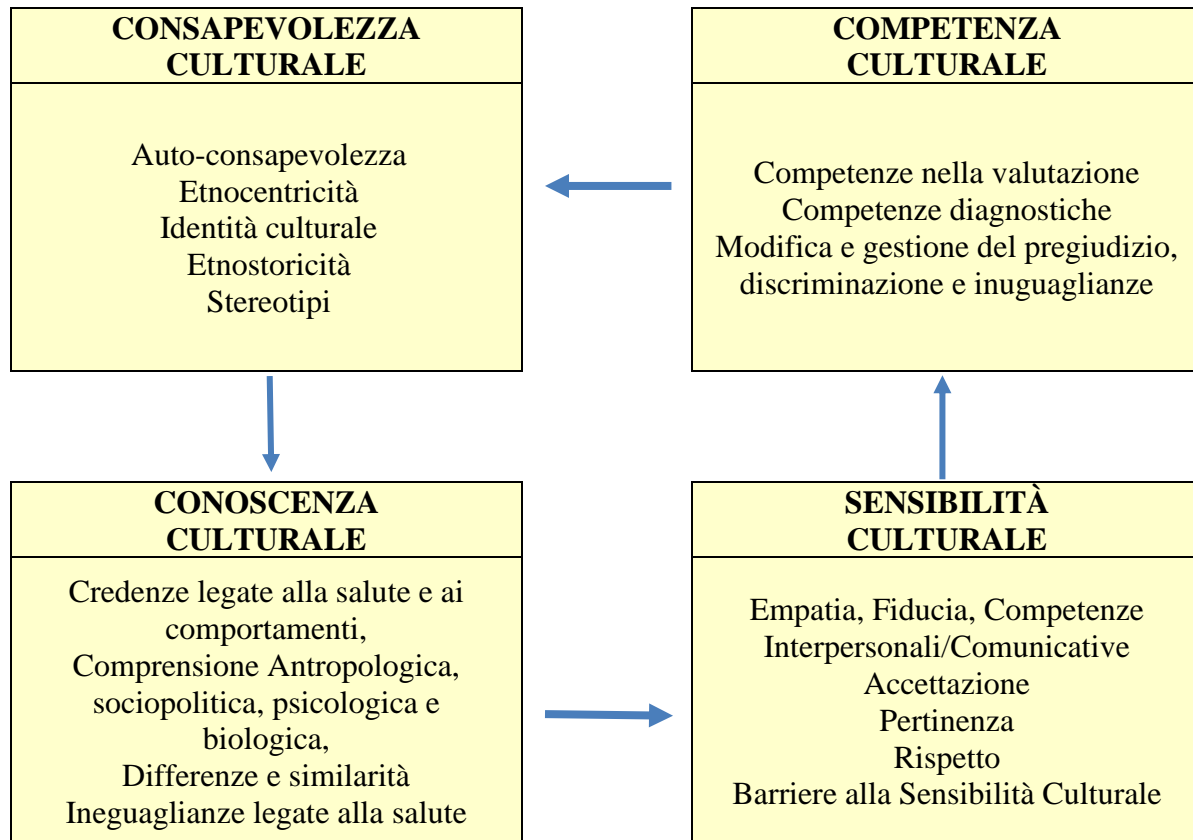 CONSAPEVOLEZZA
CULTURALE
Auto-consapevolezza
Etnocentricità
Identità culturale
Etnostoricità
Stereotipi
COMPETENZA
CULTURALE
Competenze nella valutazione
Competenze diagnostiche
Modifica e gestione del pregiudizio,
discriminazione e inuguaglianze
CONOSCENZA
CULTURALE
Credenze legate alla salute e ai
comportamenti,
Comprensione Antropologica,
sociopolitica, psicologica e
biologica,
Differenze e similarità
Ineguaglianze legate alla salute
SENSIBILITÀ
CULTURALE
Empatia, Fiducia, Competenze
Interpersonali/Comunicative
Accettazione
Pertinenza
Rispetto
Barriere alla Sensibilità Culturale